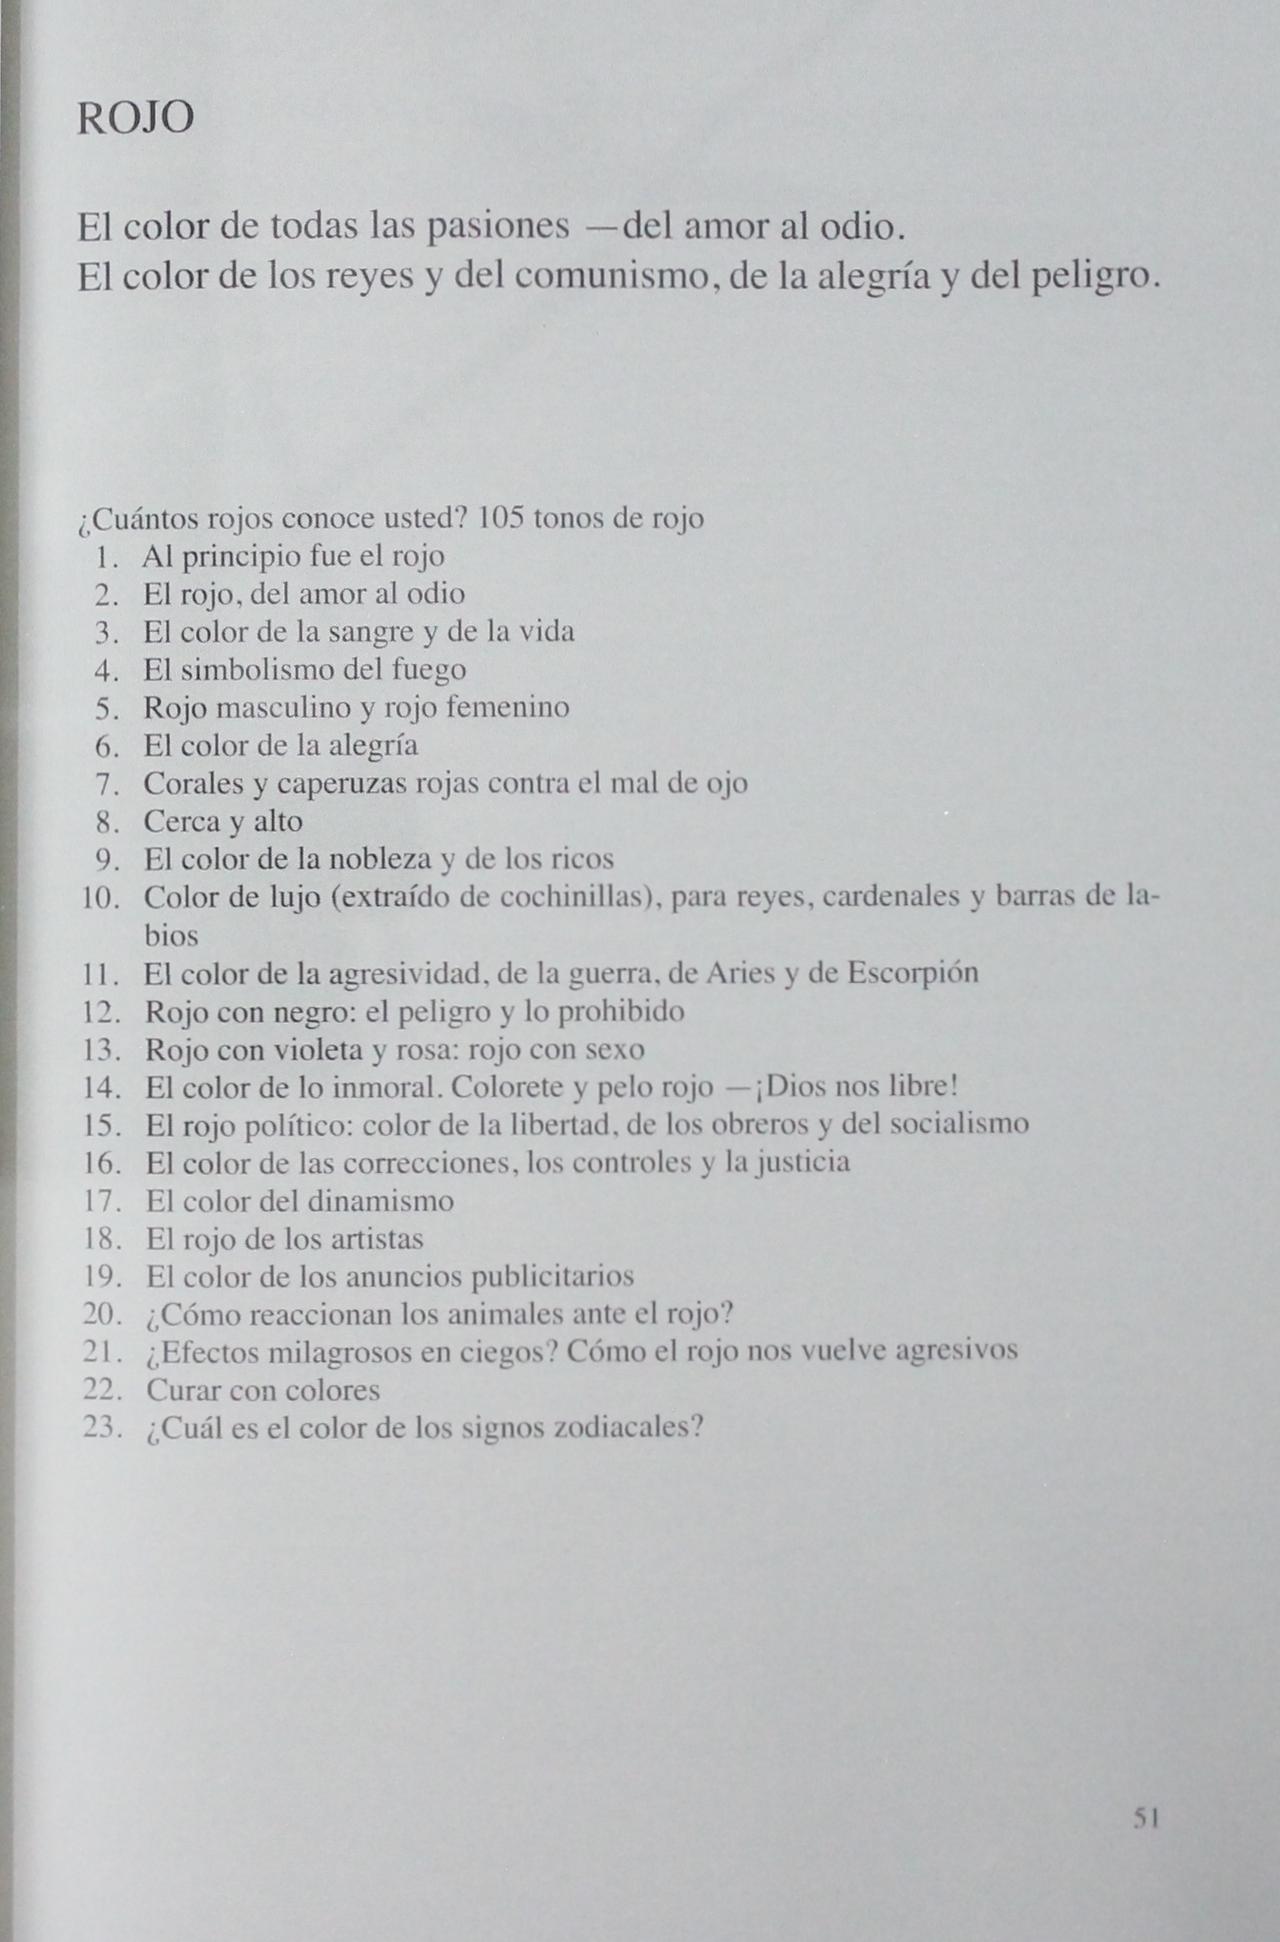 ROJO
El color de todas las pasiones —del amor al odio.
El color de los reyes y del comunismo, de la alegría y del peligro.
¿Cuántos rojos conoce usted? 105 tonos de rojo
1. Al principio fue el rojo
2. El rojo, del amor al odio
3. El color de la sangre y de la vida
4. El simbolismo del fuego
5. Rojo masculino y rojo femenino
6. El color de la alegría
7. Corales y caperuzas rojas contra el mal de ojo
8. Cerca y alto
9. El color de la nobleza y de los ricos
10. Color de lujo (extraído de cochinillas), para reyes, cardenales y barras de la-
bios
11. El color de la agresividad, de la guerra, de Aries y de Escorpión
12. Rojo con negro: el peligro y lo prohibido
13. Rojo con violeta y rosa: rojo con sexo
14. El color de lo inmoral. Colorete y pelo rojo —¡Dios nos libre!
15. El rojo político: color de la libertad, de los obreros y del socialismo
16. El color de las correcciones, los controles y la justicia
17. El color del dinamismo
18. El rojo de los artistas
19. El color de los anuncios publicitarios
20. ¿Cómo reaccionan los animales ante el rojo?
21. ¿Efectos milagrosos en ciegos? Cómo el rojo nos vuelve agresivos
22. Curar con colores
23. ¿Cuál es el color de los signos zodiacales?
51